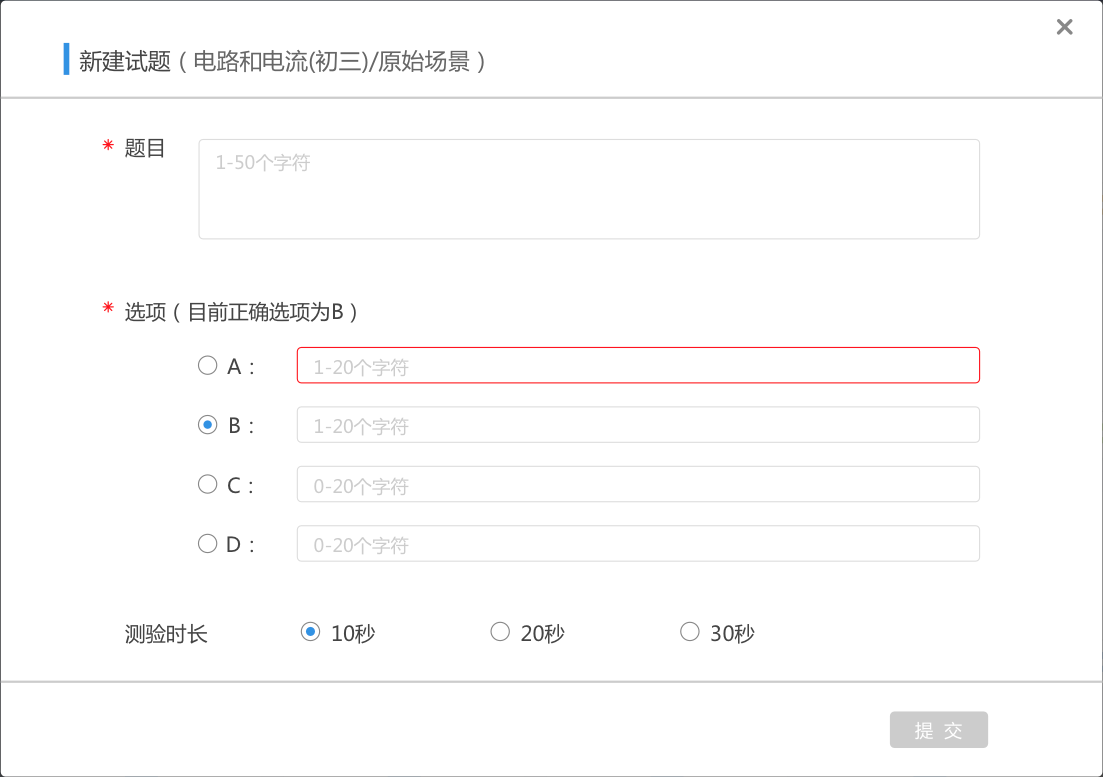 ×
新建试题（电路和电流(初三)/原始场景）
* 题目
1-50个字符
* 选项（目前正确选项为B）
A： 1-20个字符
B： 1-20个字符
C： 0-20个字符
D： 0-20个字符
测验时长 10秒 20秒 30秒
提 交